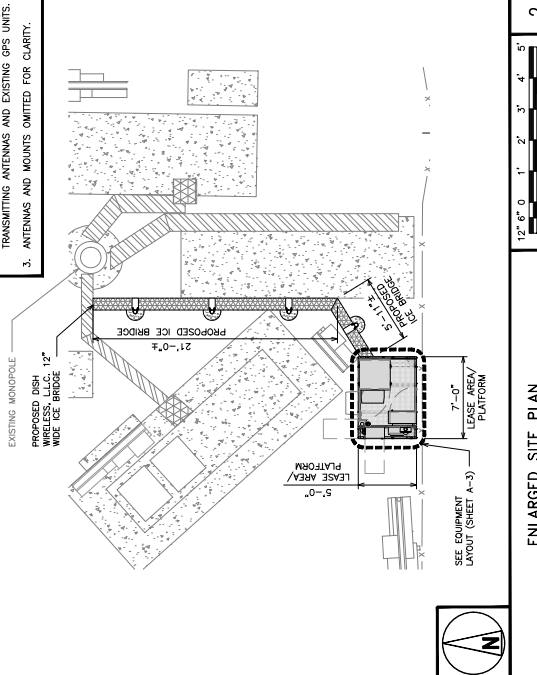 TRANSMITTING ANTENNAS AND EXISTING GPS UNITS.
3. ANTENNAS AND MOUNTS OMITTED FOR CLARITY.
EXISTING MONOPOLE
PROPOSED DISH
WIRELESS, L.L.C. 12"
WIDE ICE BRIDGE
21'-0"±
PROPOSED ICE BRIDGE
5'-11"±
PROPOSED
ICE BRIDGE
5'-0"
LEASE AREA/
PLATFORM
7'-0"
LEASE AREA/
PLATFORM
SEE EQUIPMENT
LAYOUT (SHEET A-3)
N
12" 6" 0 1' 2' 3' 4' 5'
ENLARGED SITE PLAN
2